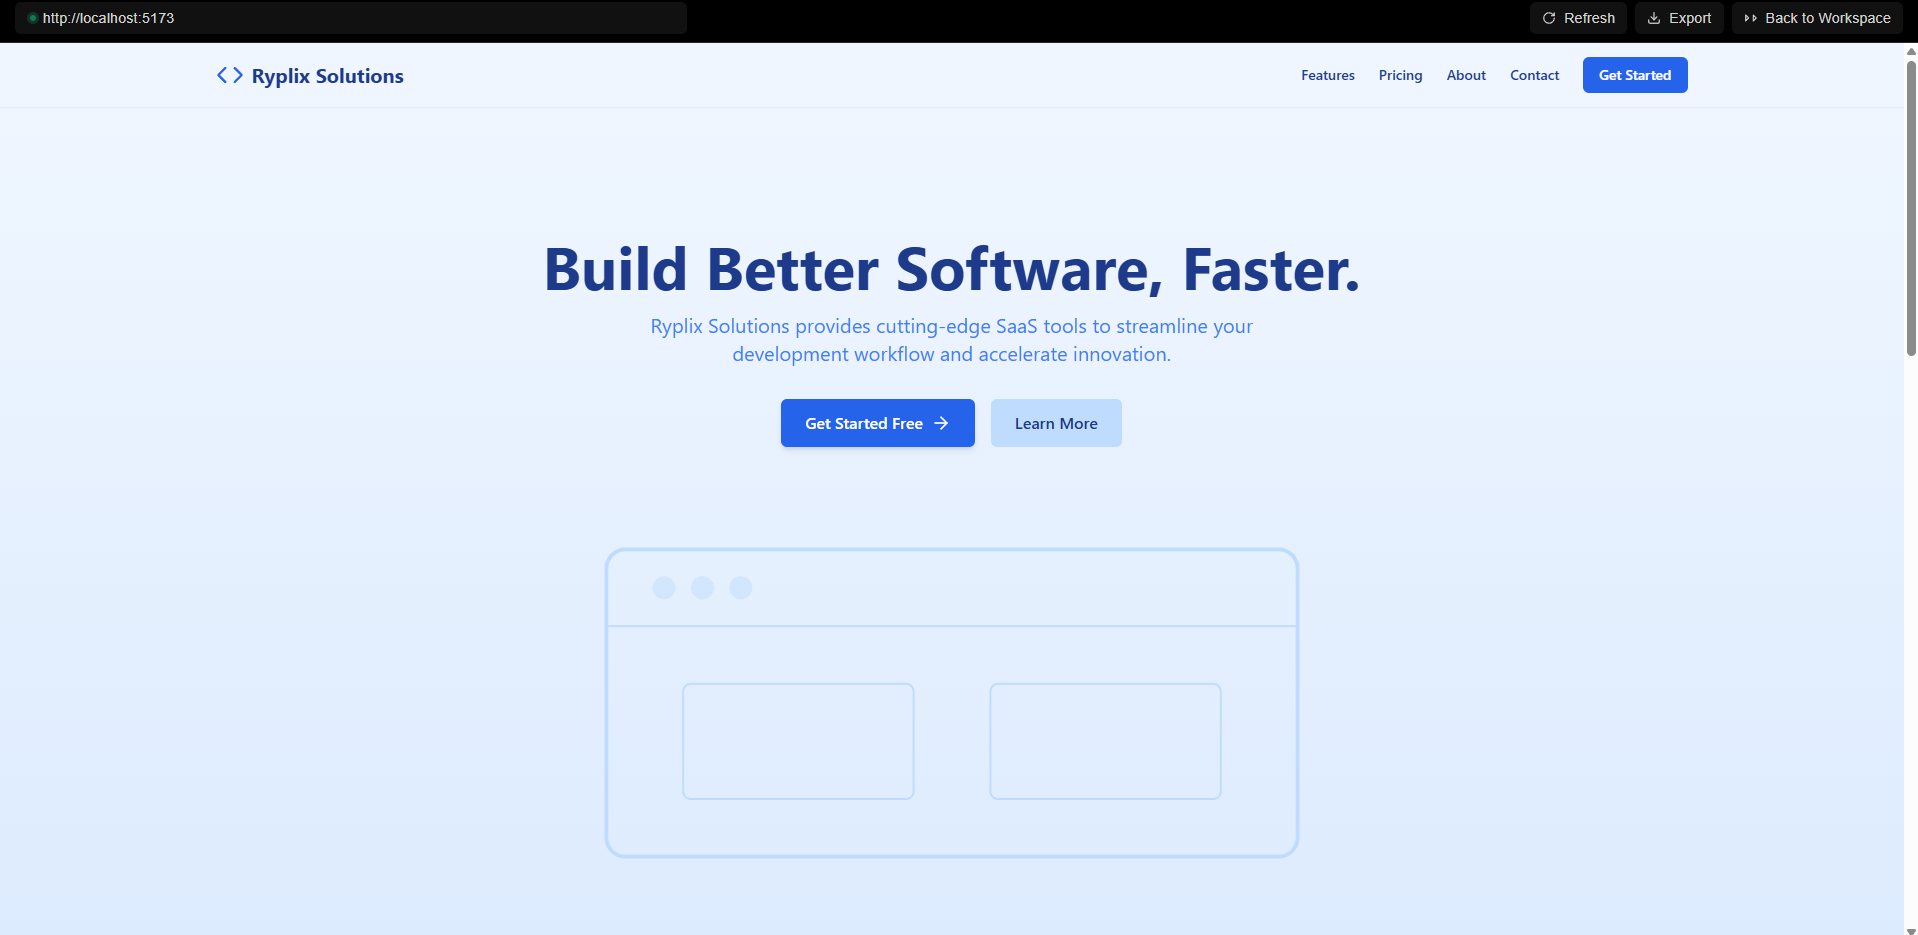 http://localhost:5173
Refresh
Export
Back to Workspace
Ryplix Solutions
Features
Pricing
About
Contact
Get Started
Build Better Software, Faster.
Ryplix Solutions provides cutting-edge SaaS tools to streamline your
development workflow and accelerate innovation.
Get Started Free
Learn More